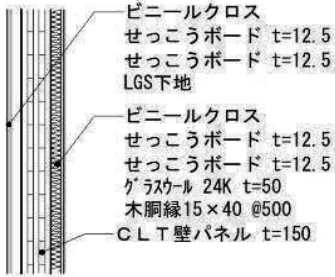 ビニールクロス
せっこうボード t=12.5
せっこうボード t=12.5
LGS下地
ビニールクロス
せっこうボード t=12.5
せっこうボード t=12.5
グラスウール 24K t=50
木胴縁15×40 @500
CLT壁パネル t=150